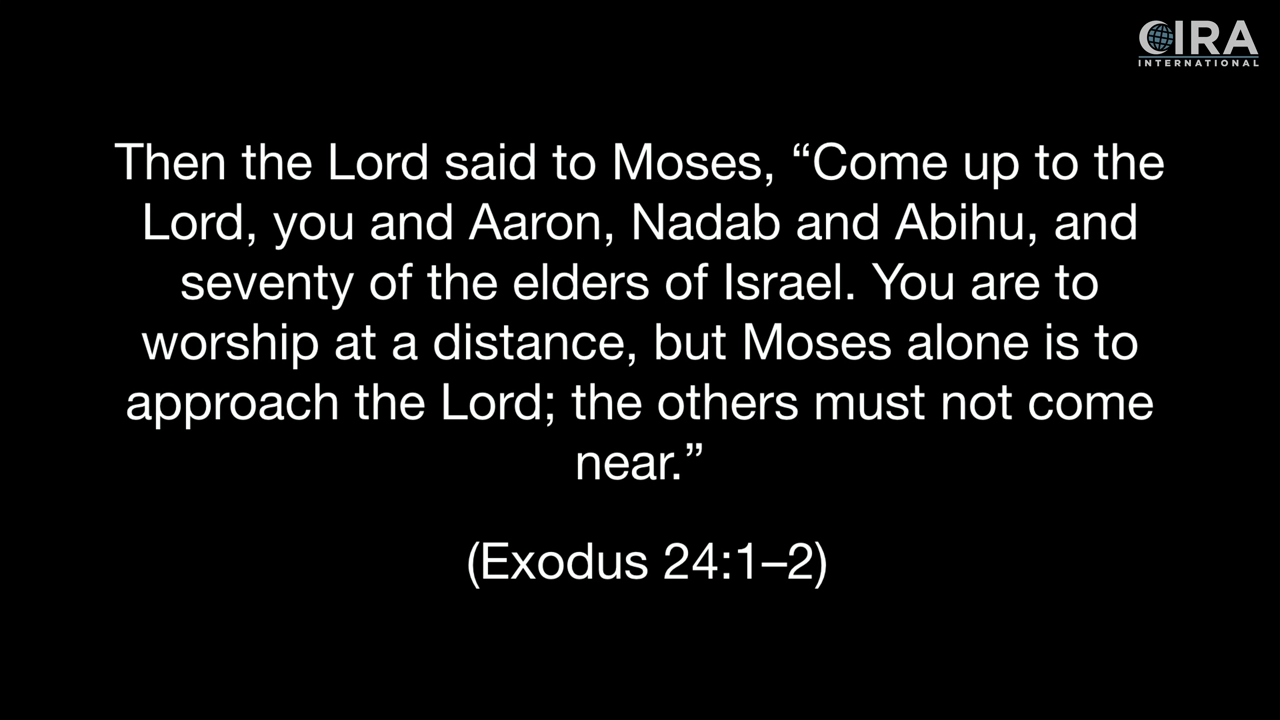 CIRA
INTERNATIONAL
Then the Lord said to Moses, “Come up to the
Lord, you and Aaron, Nadab and Abihu, and
seventy of the elders of Israel. You are to
worship at a distance, but Moses alone is to
approach the Lord; the others must not come
near.”
(Exodus 24:1–2)